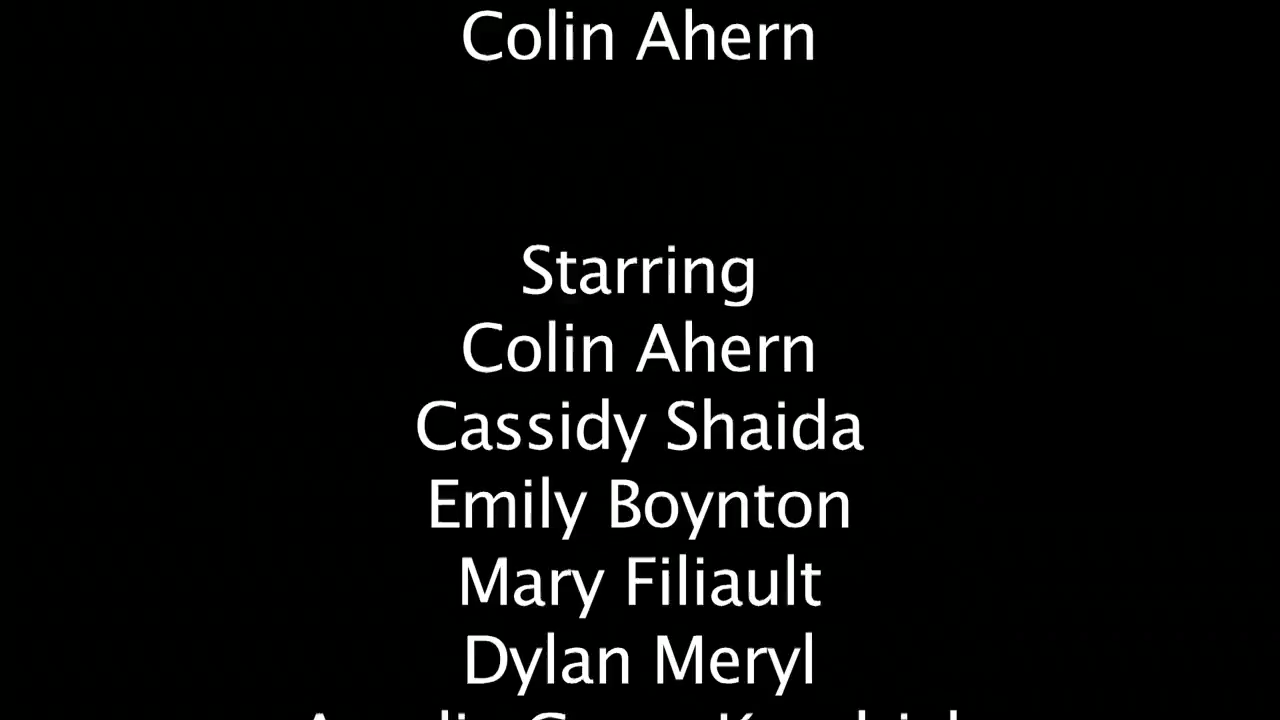 Colin Ahern
Starring
Colin Ahern
Cassidy Shaida
Emily Boynton
Mary Filiault
Dylan Meryl